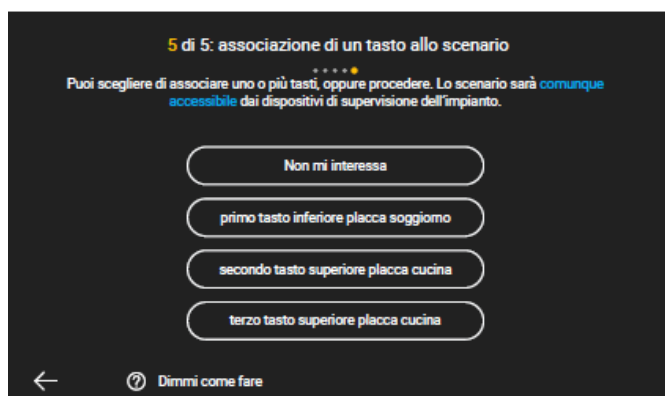 5 di 5: associazione di un tasto allo scenario
Puoi scegliere di associare uno o più tasti, oppure procedere. Lo scenario sarà comunque
accessibile dai dispositivi di supervisione dell'impianto.
Non mi interessa
primo tasto inferiore placca soggiorno
secondo tasto superiore placca cucina
terzo tasto superiore placca cucina
Dimmi come fare